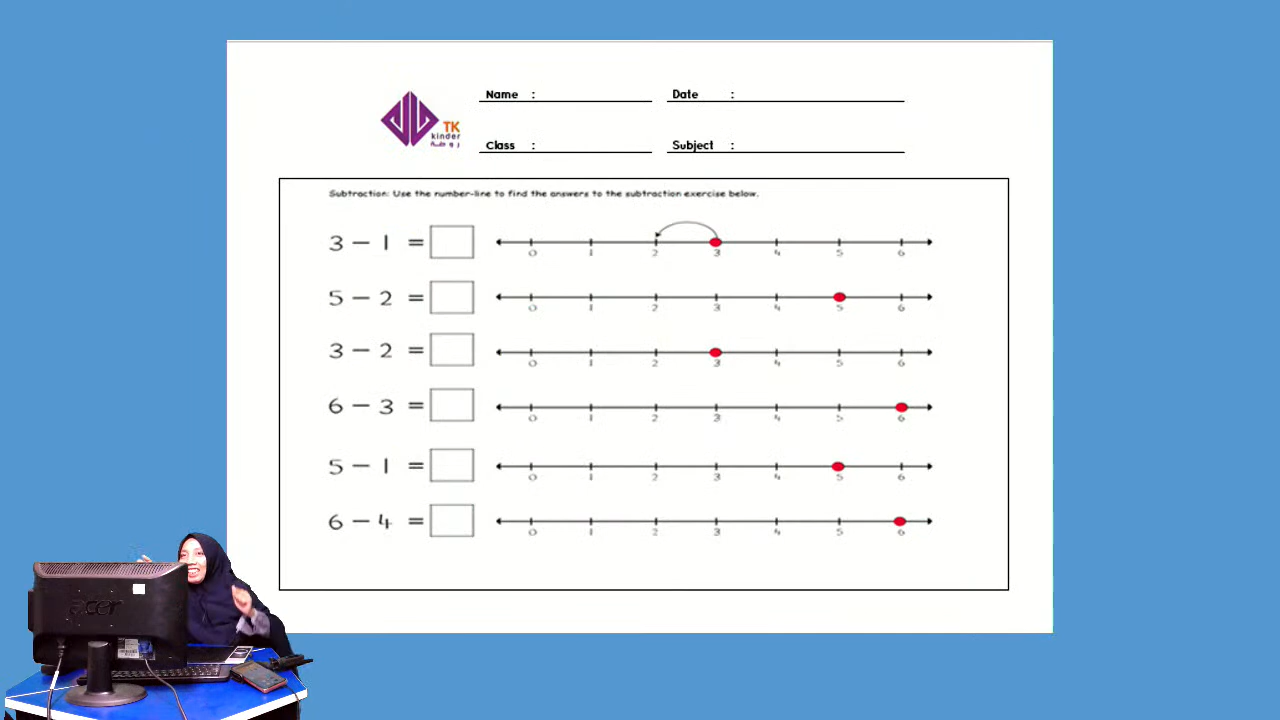 Name : Date :
TK
kinder
روضة
Class : Subject :
Subtraction: Use the number-line to find the answers to the subtraction exercise below.
3 – 1 =
0 1 2 3 4 5 6
5 – 2 =
0 1 2 3 4 5 6
3 – 2 =
0 1 2 3 4 5 6
6 – 3 =
0 1 2 3 4 5 6
5 – 1 =
0 1 2 3 4 5 6
6 – 4 =
0 1 2 3 4 5 6
acer